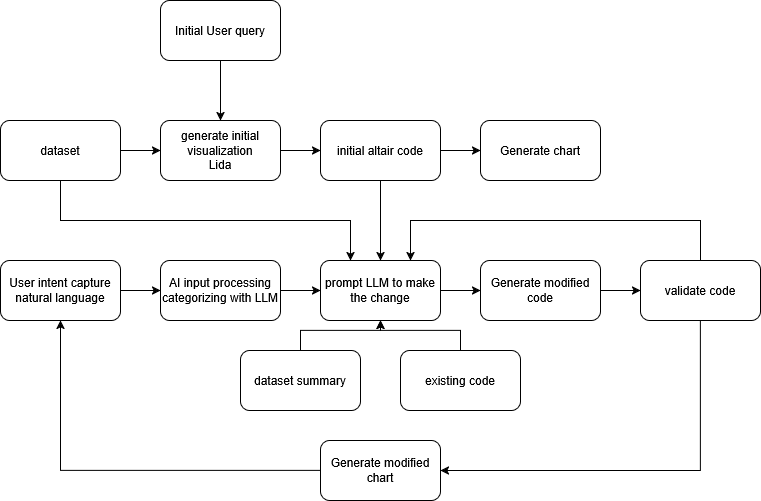 Initial User query
dataset
generate initial
visualization
Lida
initial altair code
Generate chart
User intent capture
natural language
AI input processing
categorizing with LLM
prompt LLM to make
the change
Generate modified
code
validate code
dataset summary
existing code
Generate modified
chart